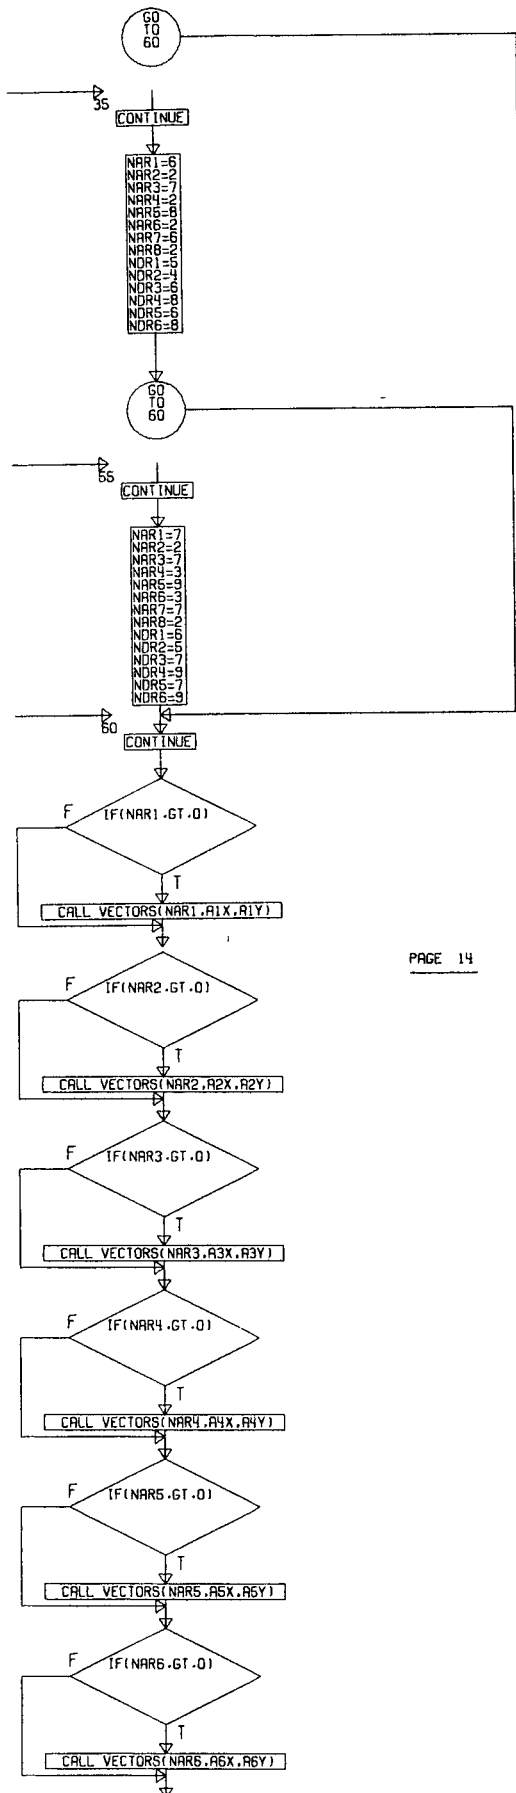 GO
TO
60
35
CONTINUE
NAR1=6
NAR2=2
NAR3=7
NAR4=2
NAR5=8
NAR6=2
NAR7=6
NAR8=2
NDR1=5
NDR2=4
NDR3=6
NDR4=8
NDR5=6
NDR6=8
GO
TO
60
55
CONTINUE
NAR1=7
NAR2=2
NAR3=7
NAR4=3
NAR5=9
NAR6=3
NAR7=7
NAR8=2
NDR1=6
NDR2=5
NDR3=7
NDR4=9
NDR5=7
NDR6=9
60
CONTINUE
F IF(NAR1.GT.0)
T
CALL VECTORS(NAR1,A1X,A1Y)
PAGE 14
F IF(NAR2.GT.0)
T
CALL VECTORS(NAR2,A2X,A2Y)
F IF(NAR3.GT.0)
T
CALL VECTORS(NAR3,A3X,A3Y)
F IF(NAR4.GT.0)
T
CALL VECTORS(NAR4,A4X,A4Y)
F IF(NAR5.GT.0)
T
CALL VECTORS(NAR5,A5X,A5Y)
F IF(NAR6.GT.0)
T
CALL VECTORS(NAR6,A6X,A6Y)